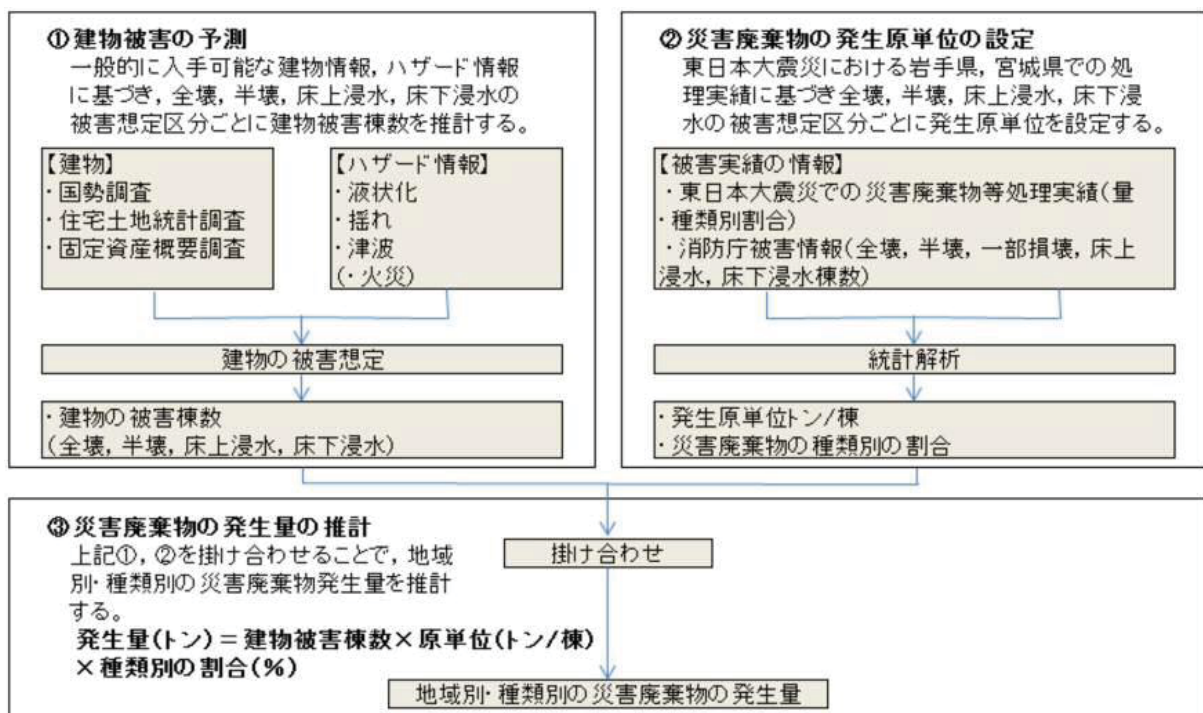 ①建物被害の予測
一般的に入手可能な建物情報,ハザード情報
に基づき,全壊,半壊,床上浸水,床下浸水の
被害想定区分ごとに建物被害棟数を推計する。
【建物】
・国勢調査
・住宅土地統計調査
・固定資産概要調査
【ハザード情報】
・液状化
・揺れ
・津波
(・火災)
建物の被害想定
・建物の被害棟数
(全壊,半壊,床上浸水,床下浸水)
②災害廃棄物の発生原単位の設定
東日本大震災における岩手県,宮城県での処
理実績に基づき全壊,半壊,床上浸水,床下浸
水の被害想定区分ごとに発生原単位を設定する。
【被害実績の情報】
・東日本大震災での災害廃棄物等処理実績(量
・種類別割合)
・消防庁被害情報(全壊,半壊,一部損壊,床上
浸水,床下浸水棟数)
統計解析
・発生原単位トン/棟
・災害廃棄物の種類別の割合
③災害廃棄物の発生量の推計
上記①,②を掛け合わせることで,地域
別・種類別の災害廃棄物発生量を推計
する。
発生量(トン)=建物被害棟数×原単位(トン/棟)
×種類別の割合(%)
掛け合わせ
地域別・種類別の災害廃棄物の発生量